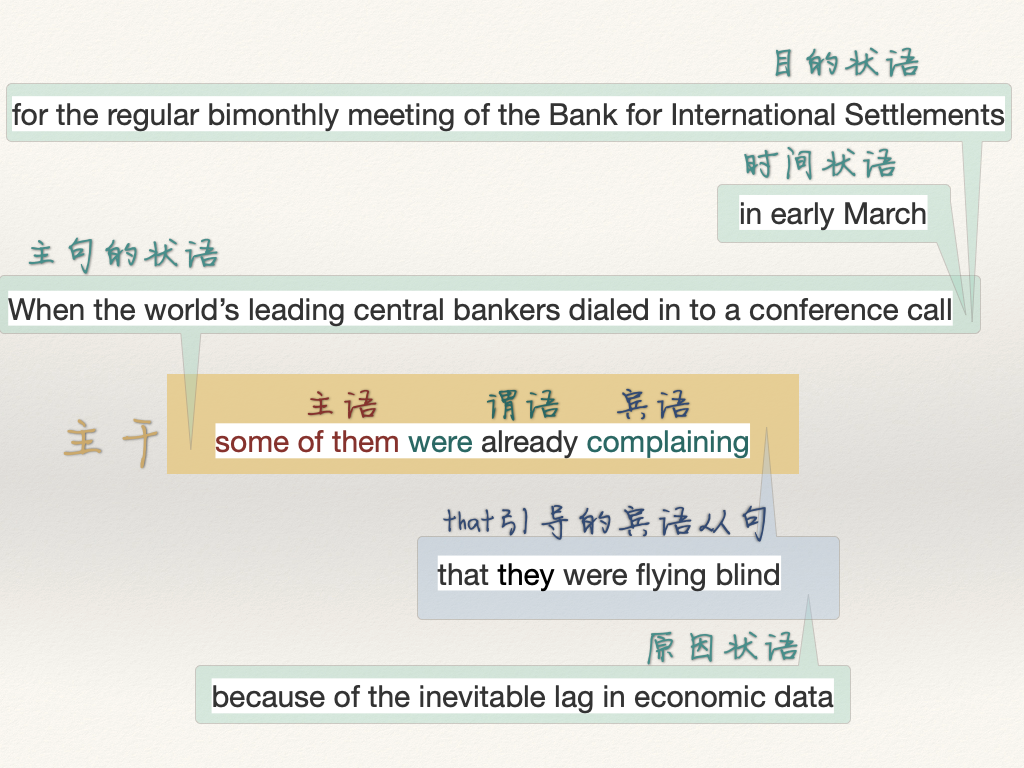 目的状语
for the regular bimonthly meeting of the Bank for International Settlements
时间状语
in early March
主句的状语
When the world’s leading central bankers dialed in to a conference call
主语 谓语 宾语
主干
some of them were already complaining
that引导的宾语从句
that they were flying blind
原因状语
because of the inevitable lag in economic data